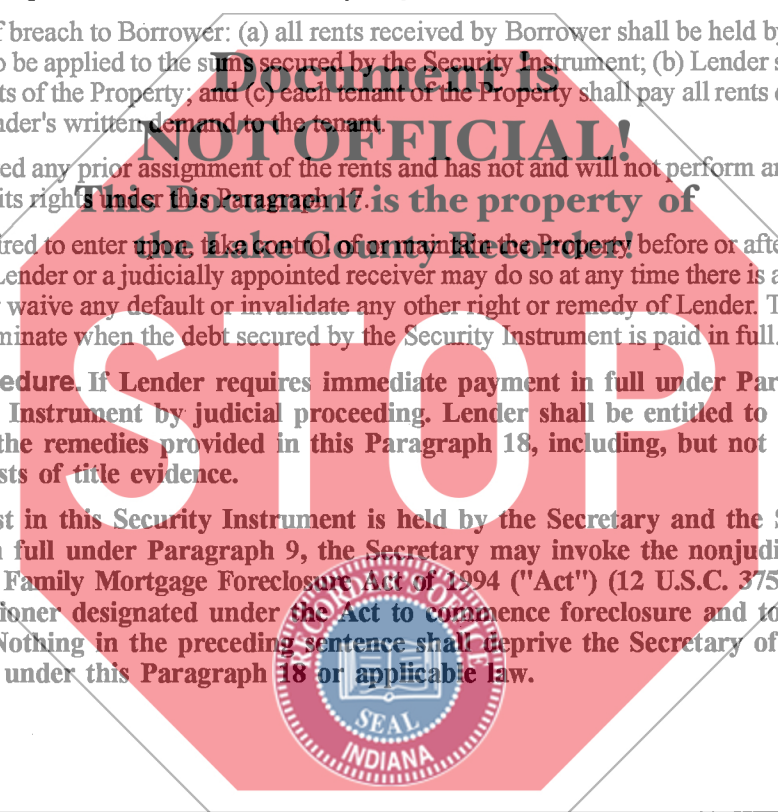 f breach to Borrower: (a) all rents received by Borrower shall be held by
o be applied to the sums secured by the Security Instrument; (b) Lender s
Document is
ts of the Property; and (c) each tenant of the Property shall pay all rents
nder's written demand to the tenant.
NOT OFFICIAL!
ed any prior assignment of the rents and has not and will not perform an
its rights under this Paragraph 17.
This Document is the property of
ired to enter upon, take control of or maintain the Property before or afte
the Lake County Recorder!
Lender or a judicially appointed receiver may do so at any time there is a
waive any default or invalidate any other right or remedy of Lender. T
minate when the debt secured by the Security Instrument is paid in full.
STOP
edure. If Lender requires immediate payment in full under Par
Instrument by judicial proceeding. Lender shall be entitled to
the remedies provided in this Paragraph 18, including, but not
sts of title evidence.
st in this Security Instrument is held by the Secretary and the S
full under Paragraph 9, the Secretary may invoke the nonjudi
Family Mortgage Foreclosure Act of 1994 ("Act") (12 U.S.C. 375
ioner designated under the Act to commence foreclosure and to
Nothing in the preceding sentence shall deprive the Secretary of
under this Paragraph 18 or applicable law.
RECORDER'S OFFICE
SEAL
INDIANA